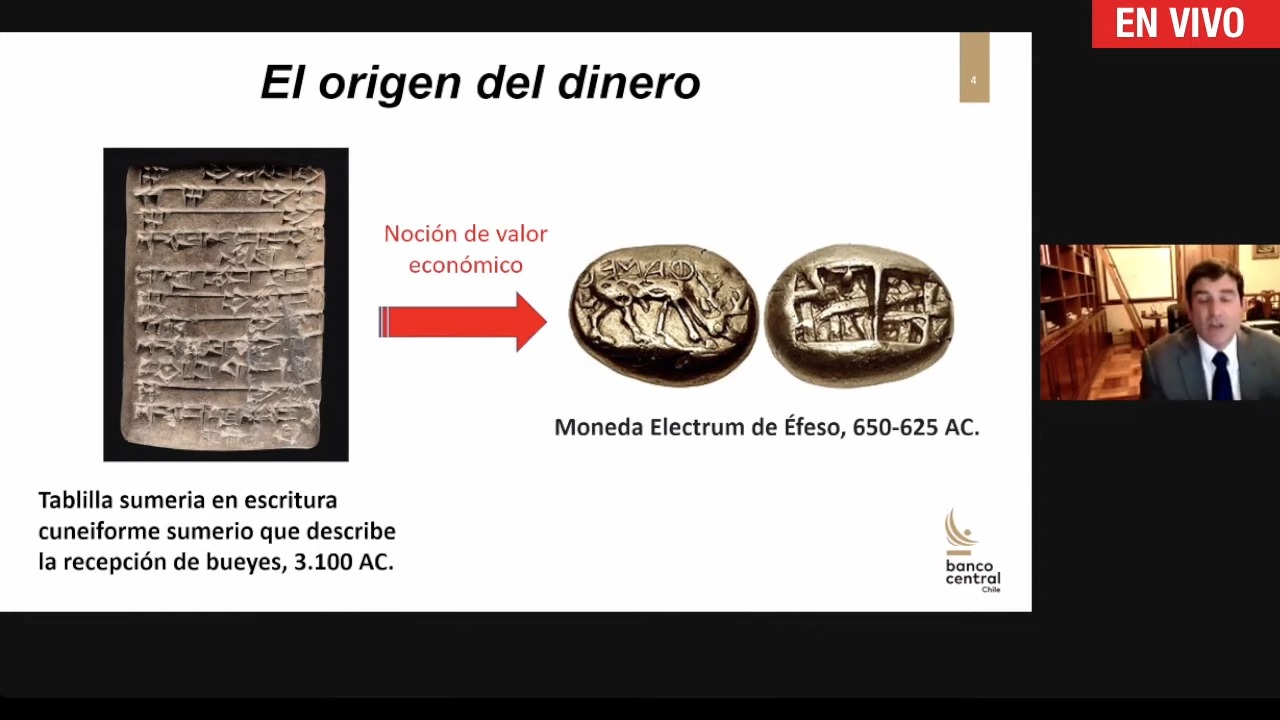 EN VIVO
El origen del dinero
4
Noción de valor
económico
Moneda Electrum de Éfeso, 650-625 AC.
Tablilla sumeria en escritura
cuneiforme sumerio que describe
la recepción de bueyes, 3.100 AC.
banco
central
Chile